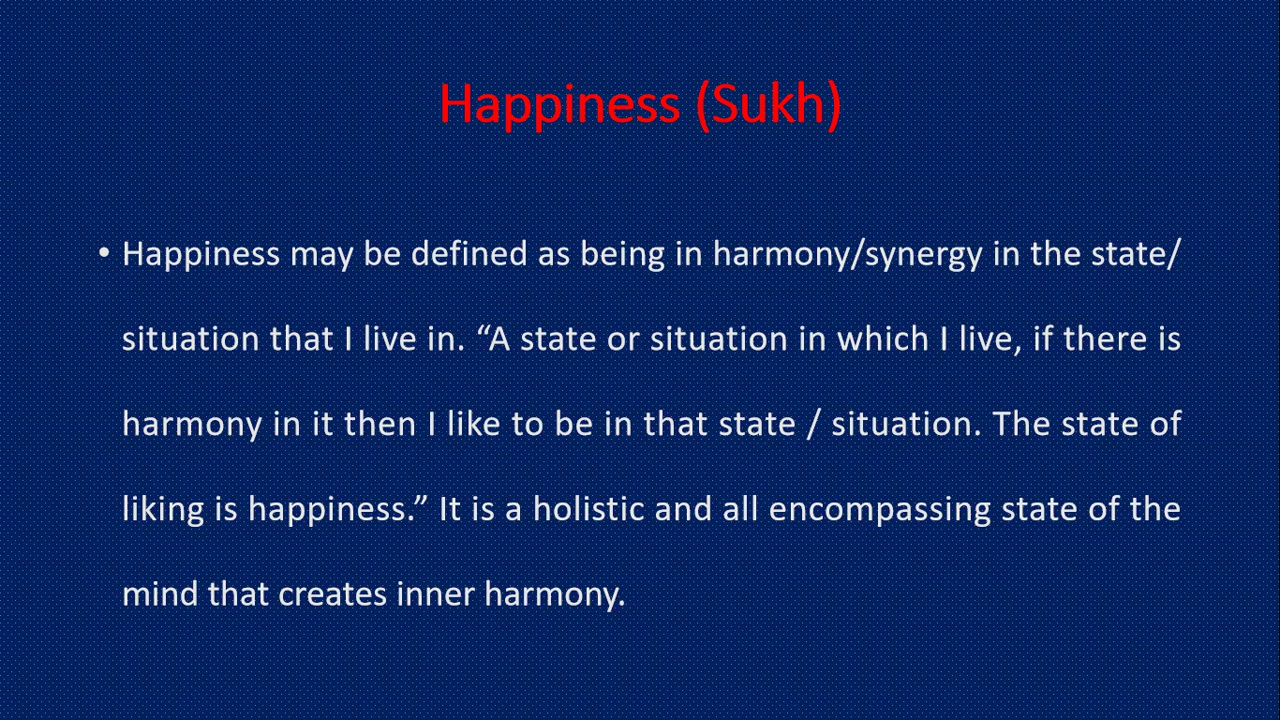 Happiness (Sukh)
• Happiness may be defined as being in harmony/synergy in the state/
situation that I live in. “A state or situation in which I live, if there is
harmony in it then I like to be in that state / situation. The state of
liking is happiness.” It is a holistic and all encompassing state of the
mind that creates inner harmony.